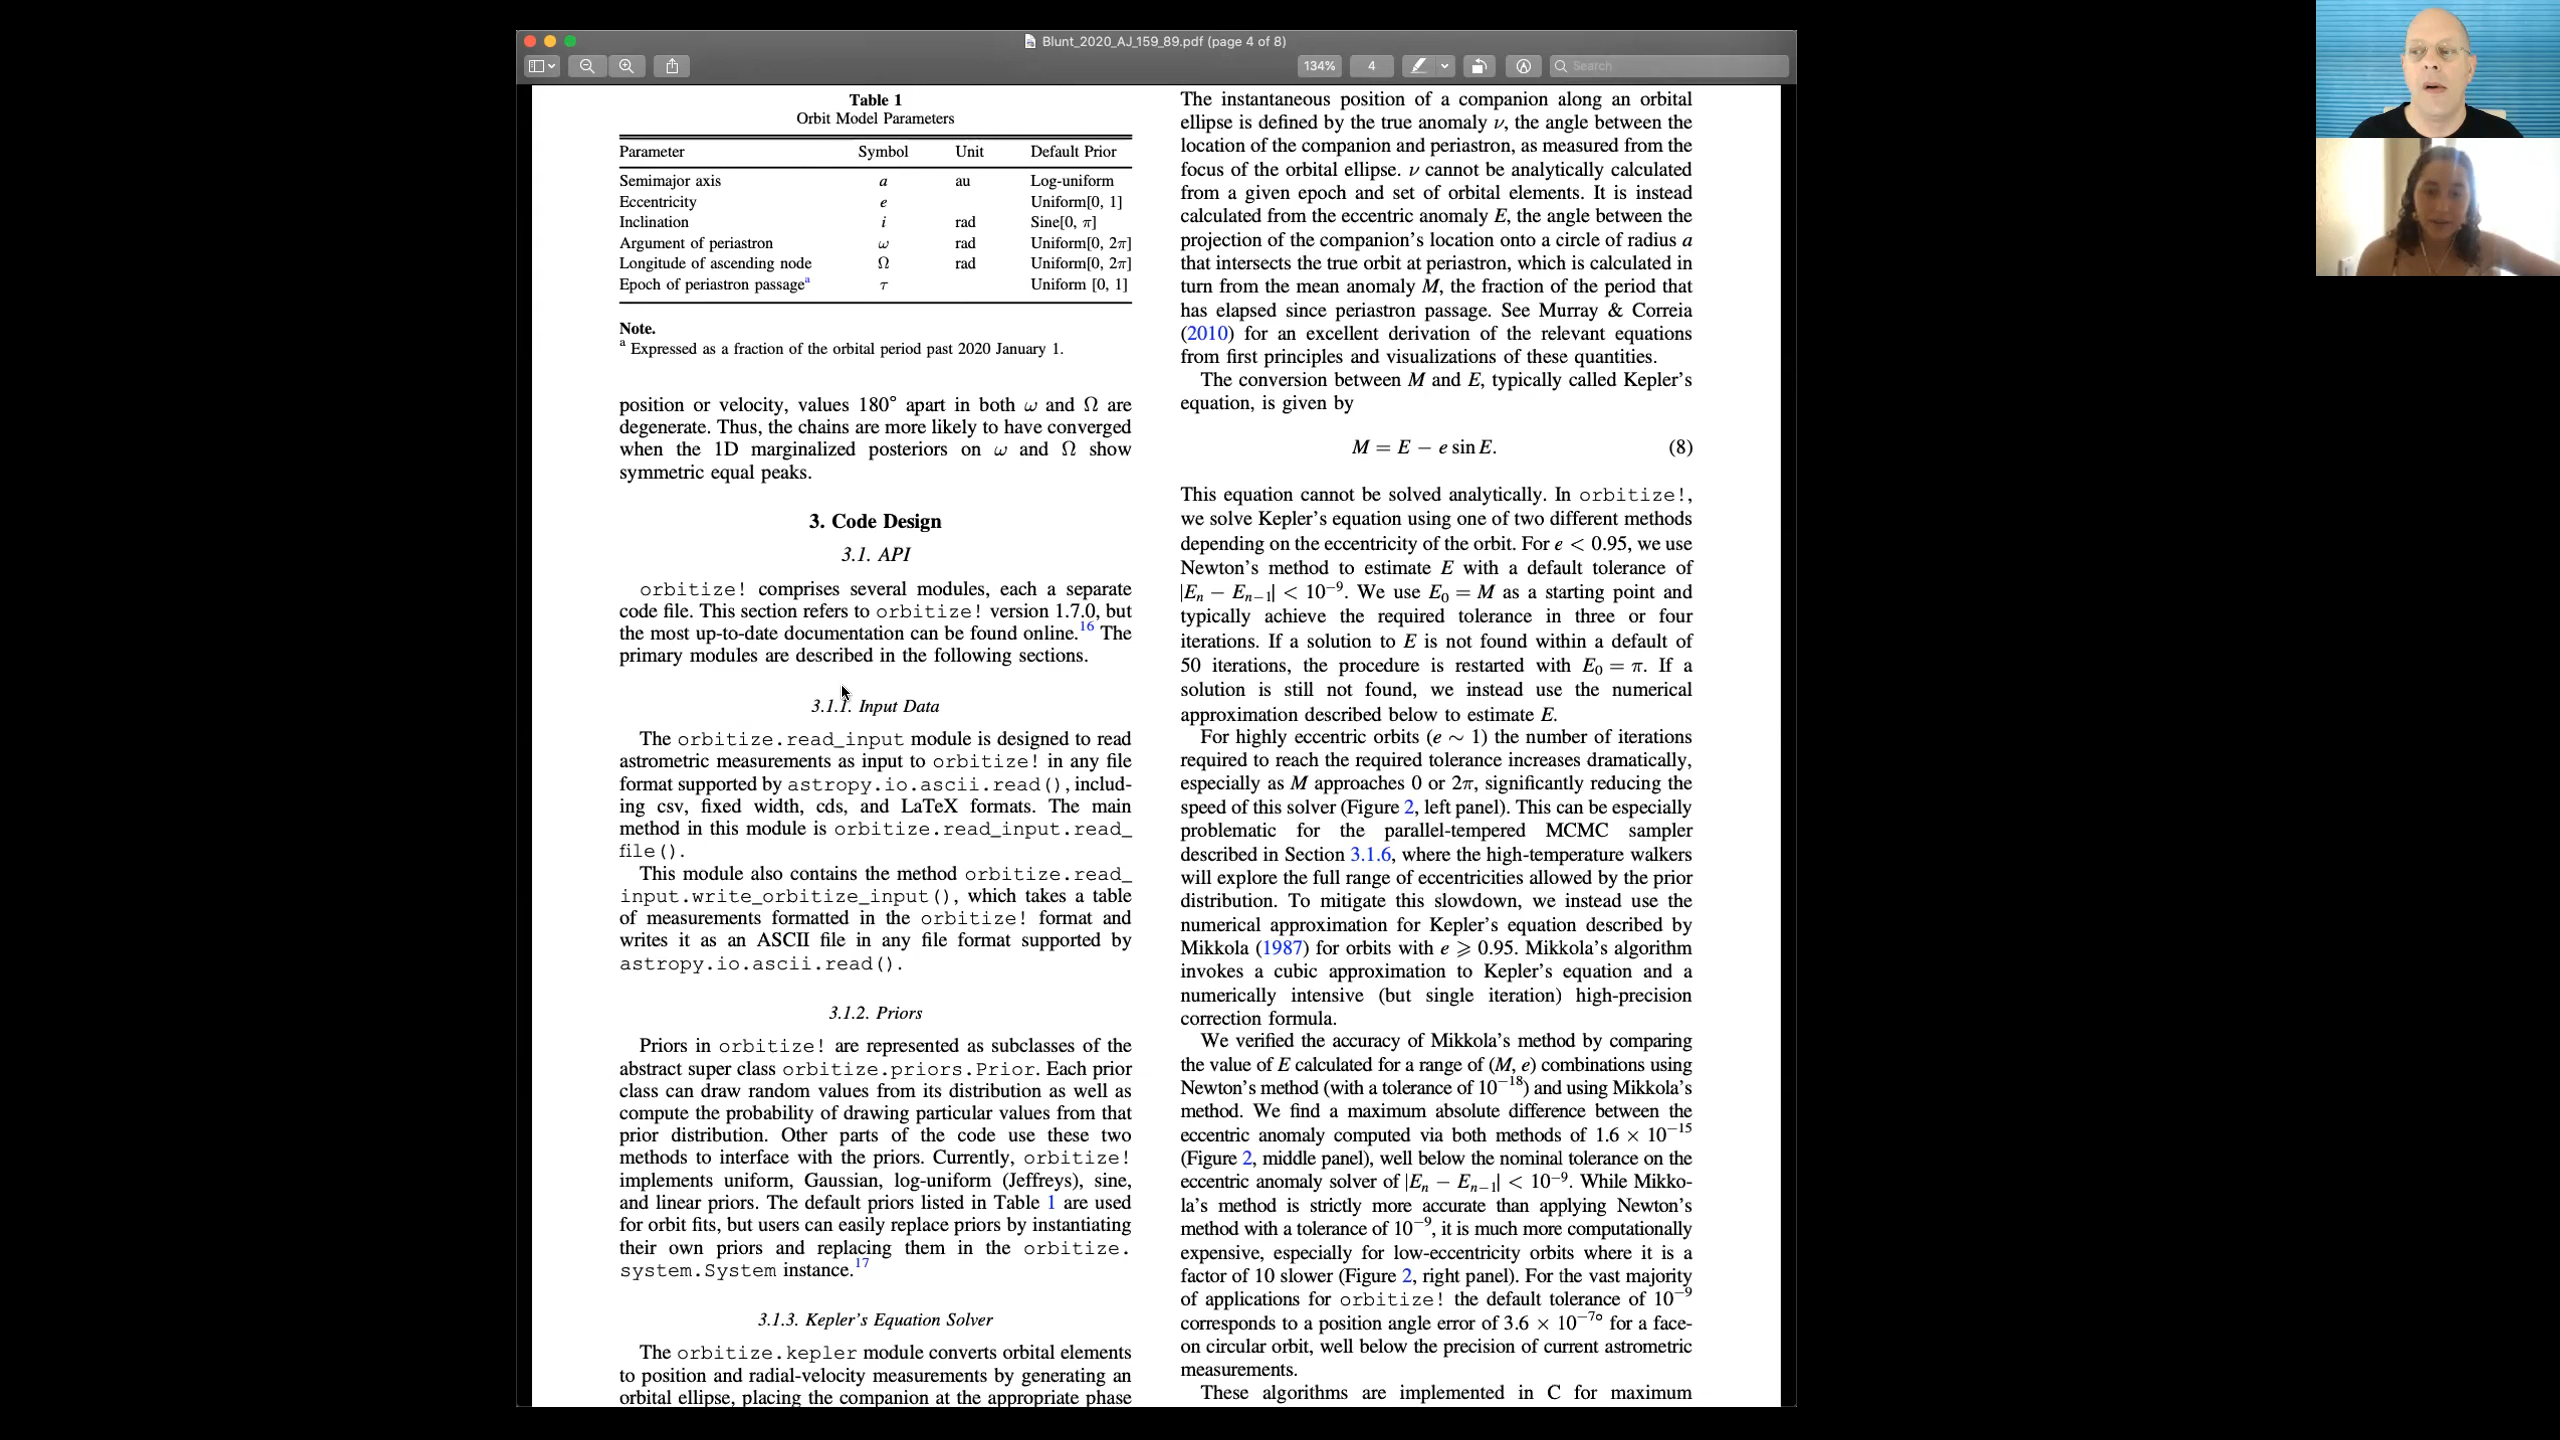 Blunt_2020_AJ_159_89.pdf (page 4 of 8)
134%
4
Search
Table 1
Orbit Model Parameters
Parameter Symbol Unit Default Prior
Semimajor axis a au Log-uniform
Eccentricity e Uniform[0, 1]
Inclination i rad Sine[0, π]
Argument of periastron ω rad Uniform[0, 2π]
Longitude of ascending node Ω rad Uniform[0, 2π]
Epoch of periastron passage^a τ Uniform [0, 1]
Note.
^a Expressed as a fraction of the orbital period past 2020 January 1.
position or velocity, values 180° apart in both ω and Ω are
degenerate. Thus, the chains are more likely to have converged
when the 1D marginalized posteriors on ω and Ω show
symmetric equal peaks.
3. Code Design
3.1. API
orbitize! comprises several modules, each a separate
code file. This section refers to orbitize! version 1.7.0, but
the most up-to-date documentation can be found online.^16 The
primary modules are described in the following sections.
3.1.1. Input Data
The orbitize.read_input module is designed to read
astrometric measurements as input to orbitize! in any file
format supported by astropy.io.ascii.read(), includ-
ing csv, fixed width, cds, and LaTeX formats. The main
method in this module is orbitize.read_input.read_
file().
This module also contains the method orbitize.read_
input.write_orbitize_input(), which takes a table
of measurements formatted in the orbitize! format and
writes it as an ASCII file in any file format supported by
astropy.io.ascii.read().
3.1.2. Priors
Priors in orbitize! are represented as subclasses of the
abstract super class orbitize.priors.Prior. Each prior
class can draw random values from its distribution as well as
compute the probability of drawing particular values from that
prior distribution. Other parts of the code use these two
methods to interface with the priors. Currently, orbitize!
implements uniform, Gaussian, log-uniform (Jeffreys), sine,
and linear priors. The default priors listed in Table 1 are used
for orbit fits, but users can easily replace priors by instantiating
their own priors and replacing them in the orbitize.
system.System instance.^17
3.1.3. Kepler's Equation Solver
The orbitize.kepler module converts orbital elements
to position and radial-velocity measurements by generating an
orbital ellipse, placing the companion at the appropriate phase
The instantaneous position of a companion along an orbital
ellipse is defined by the true anomaly ν, the angle between the
location of the companion and periastron, as measured from the
focus of the orbital ellipse. ν cannot be analytically calculated
from a given epoch and set of orbital elements. It is instead
calculated from the eccentric anomaly E, the angle between the
projection of the companion's location onto a circle of radius a
that intersects the true orbit at periastron, which is calculated in
turn from the mean anomaly M, the fraction of the period that
has elapsed since periastron passage. See Murray & Correia
(2010) for an excellent derivation of the relevant equations
from first principles and visualizations of these quantities.
The conversion between M and E, typically called Kepler's
equation, is given by
M = E − e sin E. (8)
This equation cannot be solved analytically. In orbitize!,
we solve Kepler's equation using one of two different methods
depending on the eccentricity of the orbit. For e < 0.95, we use
Newton's method to estimate E with a default tolerance of
|Eₙ − Eₙ₋₁| < 10⁻⁹. We use E₀ = M as a starting point and
typically achieve the required tolerance in three or four
iterations. If a solution to E is not found within a default of
50 iterations, the procedure is restarted with E₀ = π. If a
solution is still not found, we instead use the numerical
approximation described below to estimate E.
For highly eccentric orbits (e ∼ 1) the number of iterations
required to reach the required tolerance increases dramatically,
especially as M approaches 0 or 2π, significantly reducing the
speed of this solver (Figure 2, left panel). This can be especially
problematic for the parallel-tempered MCMC sampler
described in Section 3.1.6, where the high-temperature walkers
will explore the full range of eccentricities allowed by the prior
distribution. To mitigate this slowdown, we instead use the
numerical approximation for Kepler's equation described by
Mikkola (1987) for orbits with e ⩾ 0.95. Mikkola's algorithm
invokes a cubic approximation to Kepler's equation and a
numerically intensive (but single iteration) high-precision
correction formula.
We verified the accuracy of Mikkola's method by comparing
the value of E calculated for a range of (M, e) combinations using
Newton's method (with a tolerance of 10⁻¹⁸) and using Mikkola's
method. We find a maximum absolute difference between the
eccentric anomaly computed via both methods of 1.6 × 10⁻¹⁵
(Figure 2, middle panel), well below the nominal tolerance on the
eccentric anomaly solver of |Eₙ − Eₙ₋₁| < 10⁻⁹. While Mikko-
la's method is strictly more accurate than applying Newton's
method with a tolerance of 10⁻⁹, it is much more computationally
expensive, especially for low-eccentricity orbits where it is a
factor of 10 slower (Figure 2, right panel). For the vast majority
of applications for orbitize! the default tolerance of 10⁻⁹
corresponds to a position angle error of 3.6 × 10⁻⁷° for a face-
on circular orbit, well below the precision of current astrometric
measurements.
These algorithms are implemented in C for maximum